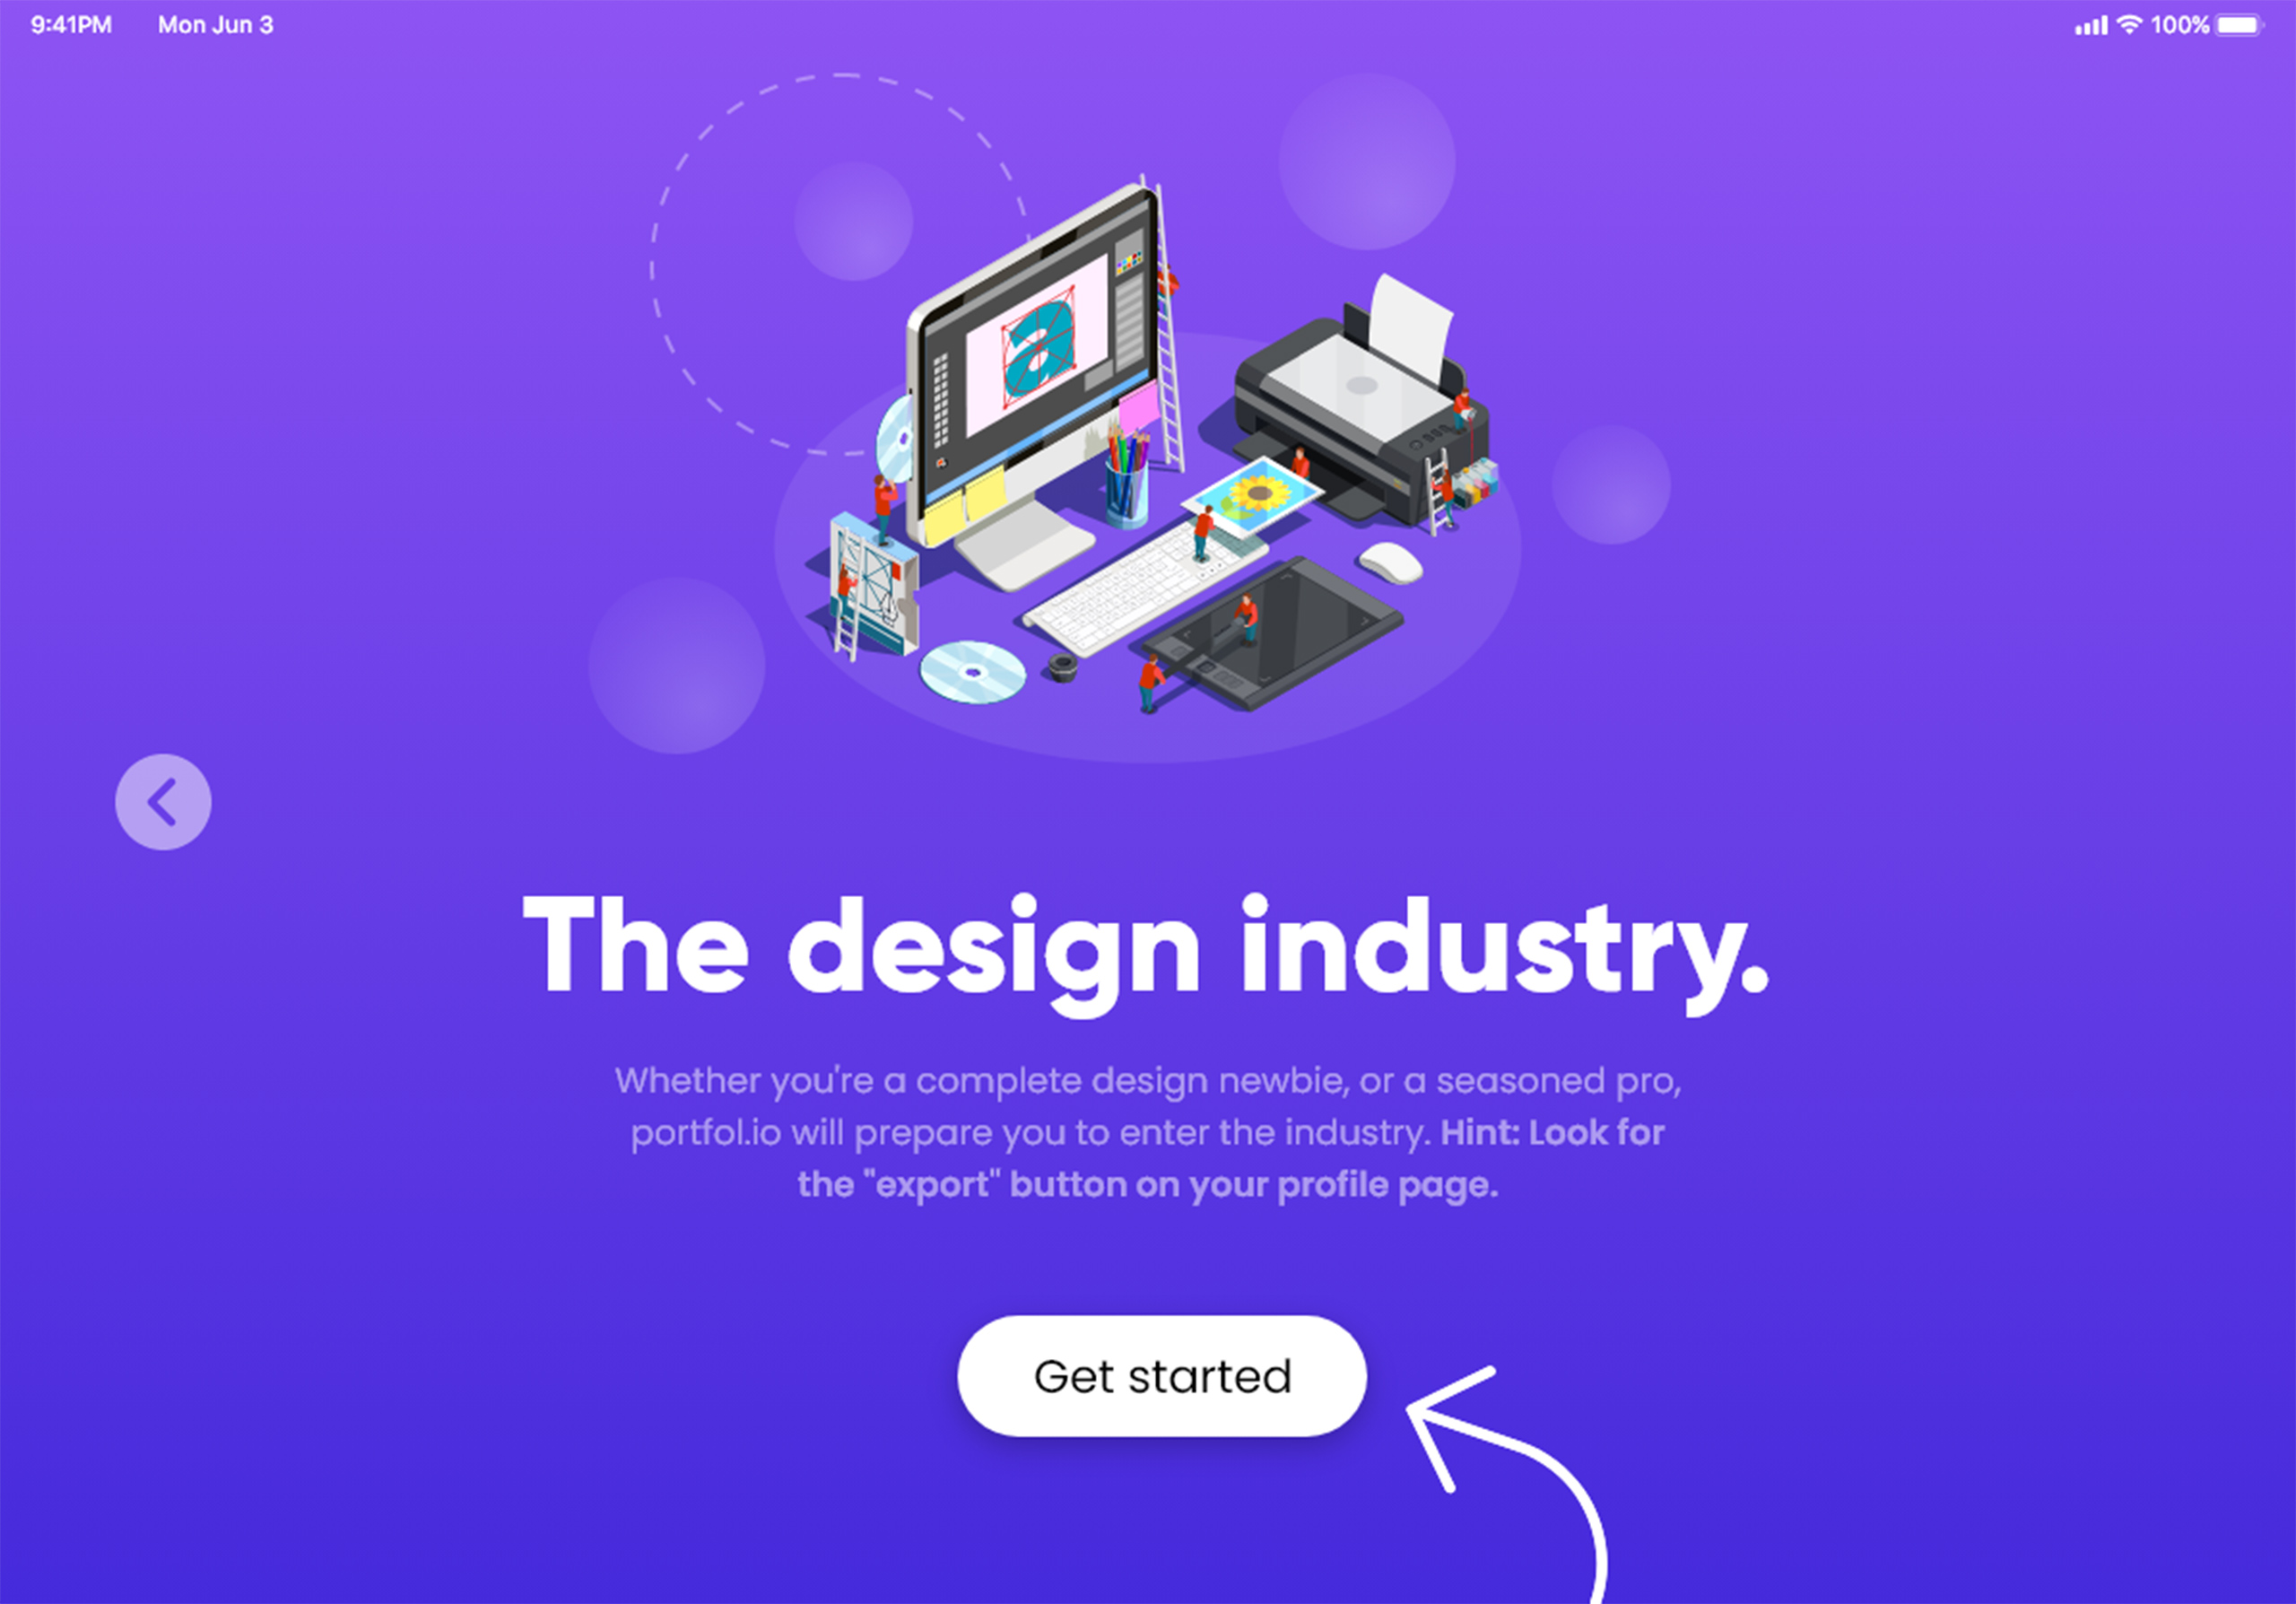 9:41PM Mon Jun 3 100%
a
The design industry.
Whether you're a complete design newbie, or a seasoned pro,
portfol.io will prepare you to enter the industry. Hint: Look for
the "export" button on your profile page.
Get started